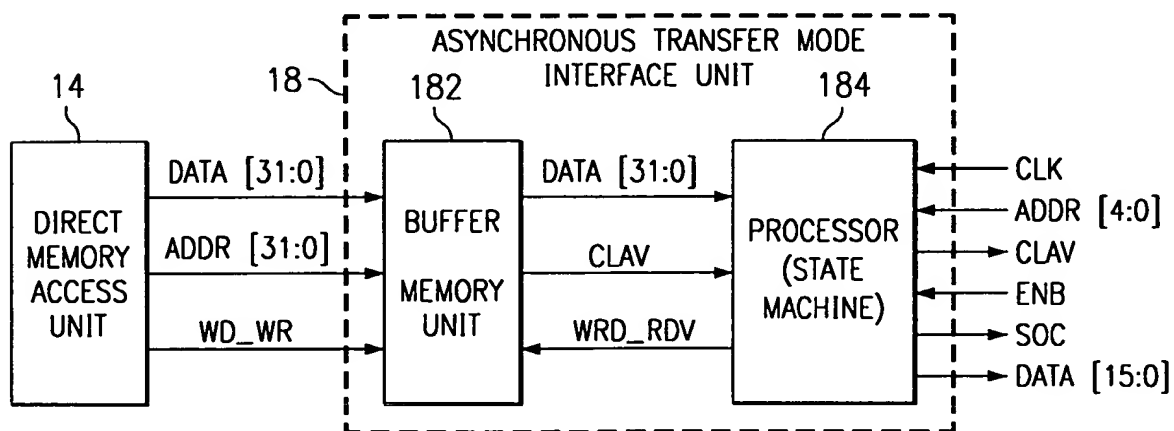 ASYNCHRONOUS TRANSFER MODE
INTERFACE UNIT
14
18
182
184
DIRECT
MEMORY
ACCESS
UNIT
DATA [31:0]
ADDR [31:0]
WD_WR
BUFFER
MEMORY
UNIT
DATA [31:0]
CLAV
WRD_RDV
PROCESSOR
(STATE
MACHINE)
CLK
ADDR [4:0]
CLAV
ENB
SOC
DATA [15:0]